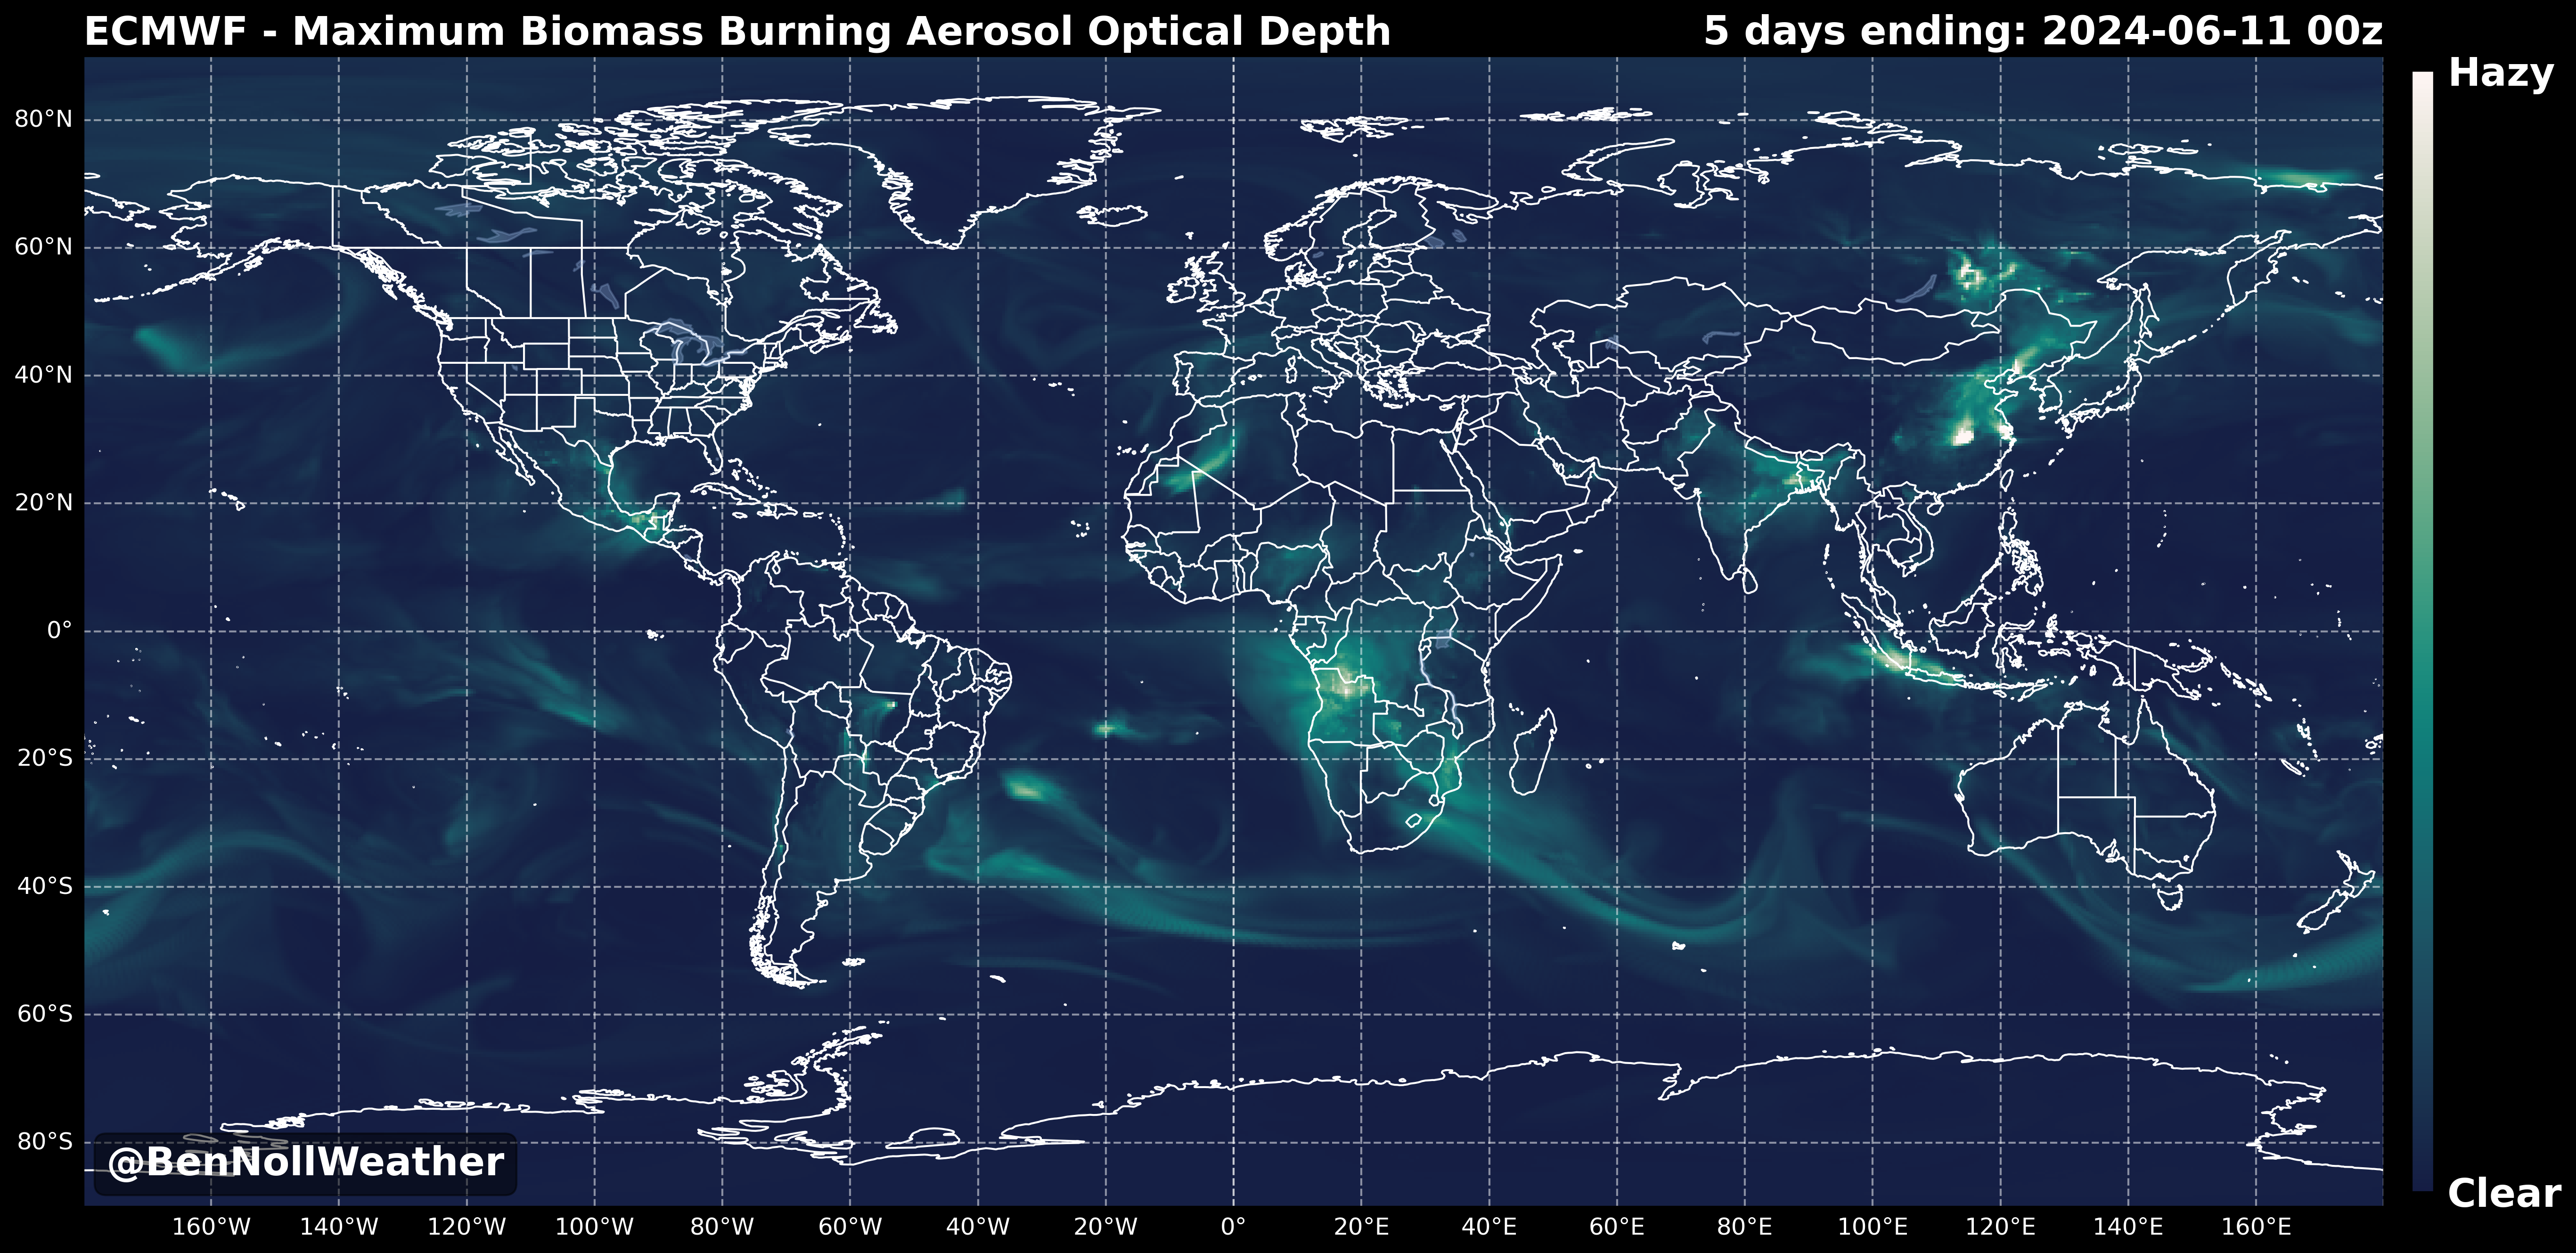 ECMWF - Maximum Biomass Burning Aerosol Optical Depth
5 days ending: 2024-06-11 00z
Hazy
80°N
60°N
40°N
20°N
0°
20°S
40°S
60°S
80°S
@BenNollWeather
Clear
160°W 140°W 120°W 100°W 80°W 60°W 40°W 20°W 0° 20°E 40°E 60°E 80°E 100°E 120°E 140°E 160°E